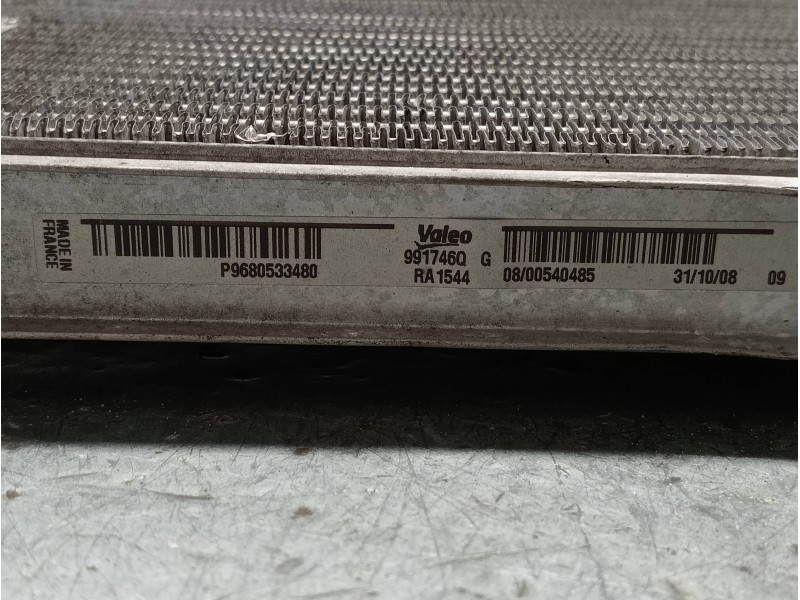 MADE IN
FRANCE
P9680533480
Valeo
991746Q G
RA1544
08/00540485 31/10/08 09